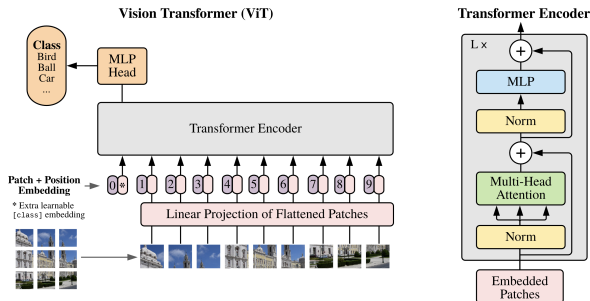 Vision Transformer (ViT)
Class
Bird
Ball
Car
...
MLP
Head
Transformer Encoder
Patch + Position
Embedding
0 * 1 2 3 4 5 6 7 8 9
* Extra learnable
[class] embedding
Linear Projection of Flattened Patches
Transformer Encoder
L x
+
MLP
Norm
+
Multi-Head
Attention
Norm
Embedded
Patches